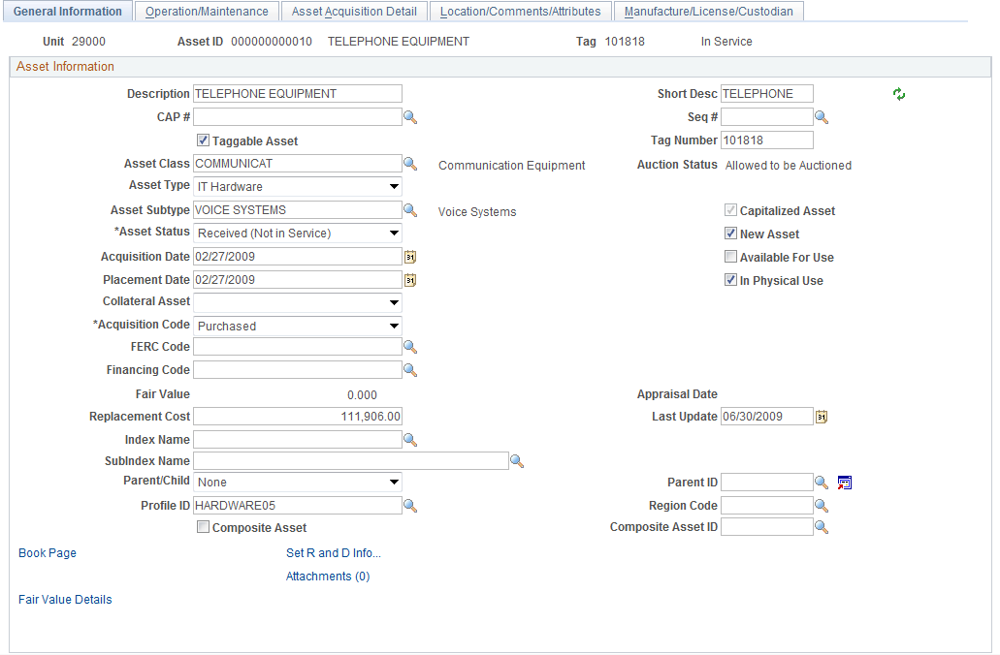 General Information Operation/Maintenance Asset Acquisition Detail Location/Comments/Attributes Manufacture/License/Custodian
Unit 29000 Asset ID 000000000010 TELEPHONE EQUIPMENT Tag 101818 In Service
Asset Information
Description TELEPHONE EQUIPMENT Short Desc TELEPHONE
CAP # Seq #
Taggable Asset Tag Number 101818
Asset Class COMMUNICAT Communication Equipment Auction Status Allowed to be Auctioned
Asset Type IT Hardware
Asset Subtype VOICE SYSTEMS Voice Systems Capitalized Asset
*Asset Status Received (Not in Service) New Asset
Acquisition Date 02/27/2009 31 Available For Use
Placement Date 02/27/2009 31 In Physical Use
Collateral Asset
*Acquisition Code Purchased
FERC Code
Financing Code
Fair Value 0.000 Appraisal Date
Replacement Cost 111,906.00 Last Update 06/30/2009 31
Index Name
SubIndex Name
Parent/Child None Parent ID
Profile ID HARDWARE05 Region Code
Composite Asset Composite Asset ID
Book Page Set R and D Info...
Attachments (0)
Fair Value Details